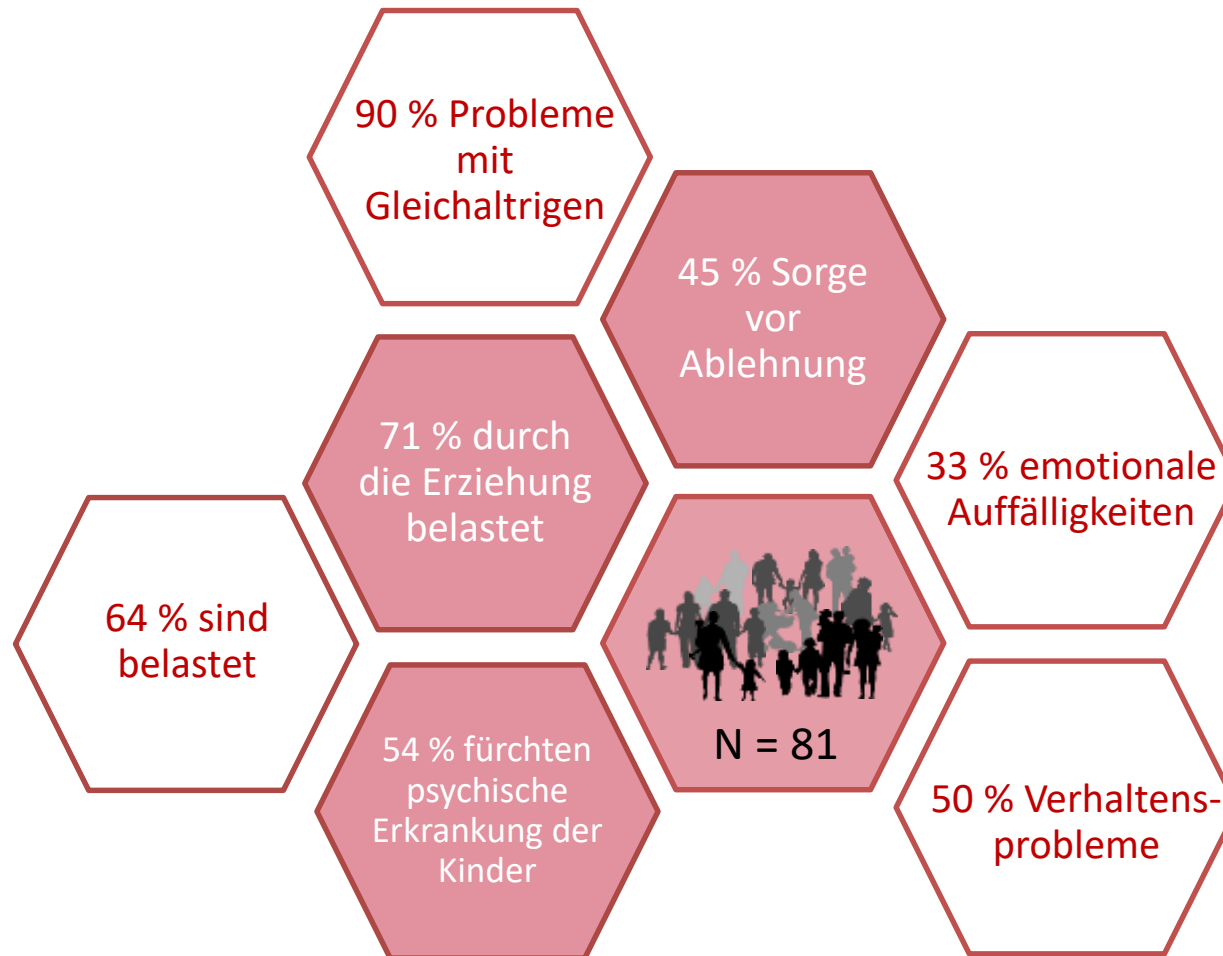 90 % Probleme
mit
Gleichaltrigen
45 % Sorge
vor
Ablehnung
71 % durch
die Erziehung
belastet
33 % emotionale
Auffälligkeiten
64 % sind
belastet
54 % fürchten
psychische
Erkrankung der
Kinder
N = 81
50 % Verhaltens-
probleme